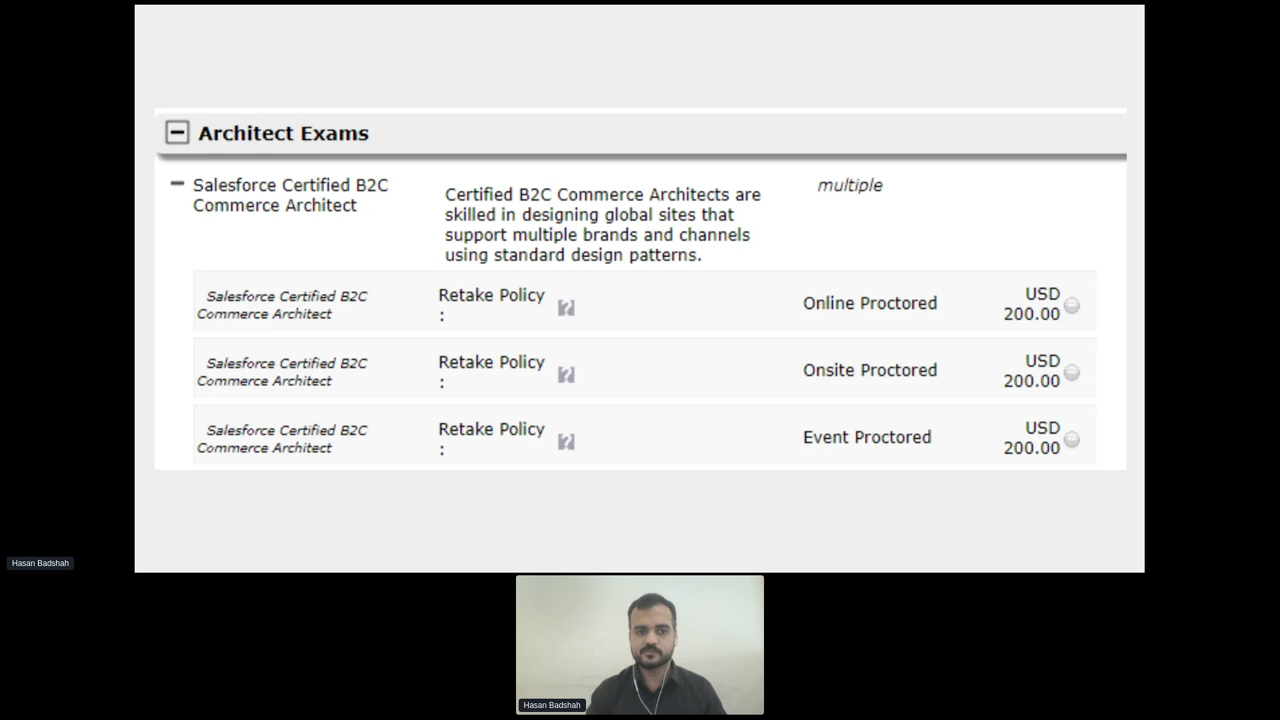 Architect Exams
Salesforce Certified B2C
Commerce Architect
Certified B2C Commerce Architects are
skilled in designing global sites that
support multiple brands and channels
using standard design patterns.
multiple
Salesforce Certified B2C
Commerce Architect
Retake Policy
:
Online Proctored
USD
200.00
Salesforce Certified B2C
Commerce Architect
Retake Policy
:
Onsite Proctored
USD
200.00
Salesforce Certified B2C
Commerce Architect
Retake Policy
:
Event Proctored
USD
200.00
Hasan Badshah
Hasan Badshah